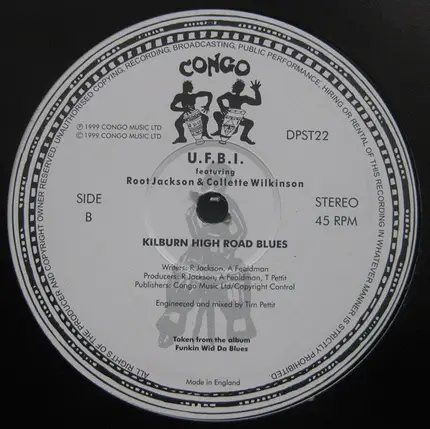 ALL RIGHTS OF THE PRODUCER AND COPYRIGHT OWNER RESERVED. UNAUTHORISED COPYING, RECORDING, BROADCASTING, PUBLIC PERFORMANCE, HIRING OR RENTAL OF THIS RECORDING IN WHATEVER MANNER IS STRICTLY PROHIBITED.
CONGO
℗ 1999 CONGO MUSIC LTD
© 1999 CONGO MUSIC LTD
DPST22
U.F.B.I.
featuring
Root Jackson & Collette Wilkinson
SIDE
B
STEREO
45 RPM
KILBURN HIGH ROAD BLUES
Writers: R Jackson, A Fealdman
Producers: R Jackson, A Fealdman, T Pettit
Publishers: Congo Music Ltd/Copyright Control
Engineered and mixed by Tim Pettit
Taken from the album
Funkin Wid Da Blues
Made in England